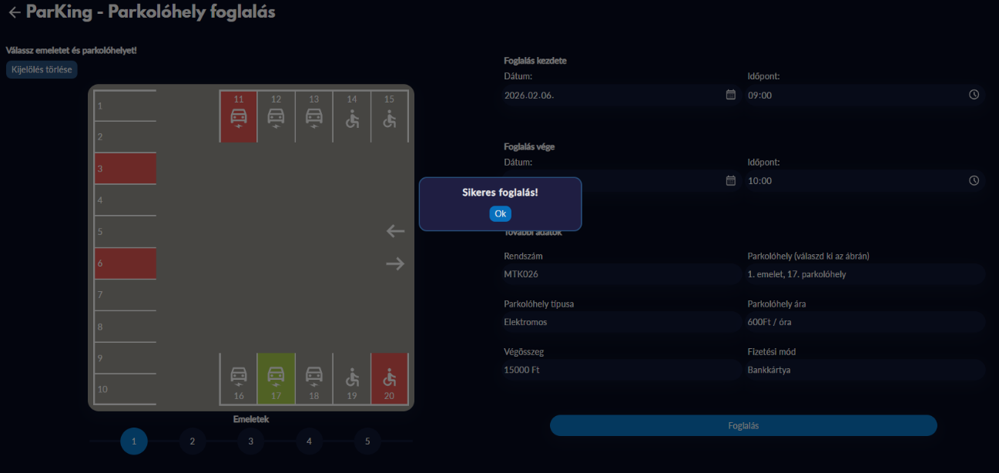 ParKing - Parkolóhely foglalás
Válassz emeletet és parkolóhelyet!
Kijelölés törlése
1
2
3
4
5
6
7
8
9
10
11 12 13 14 15
16 17 18 19 20
Emeletek
1 2 3 4 5
Foglalás kezdete
Dátum: Időpont:
2026.02.06. 09:00
Foglalás vége
Dátum: Időpont:
10:00
Sikeres foglalás!
Ok
További adatok
Rendszám Parkolóhely (válaszd ki az ábrán)
MTK026 1. emelet, 17. parkolóhely
Parkolóhely típusa Parkolóhely ára
Elektromos 600Ft / óra
Végösszeg Fizetési mód
15000 Ft Bankkártya
Foglalás